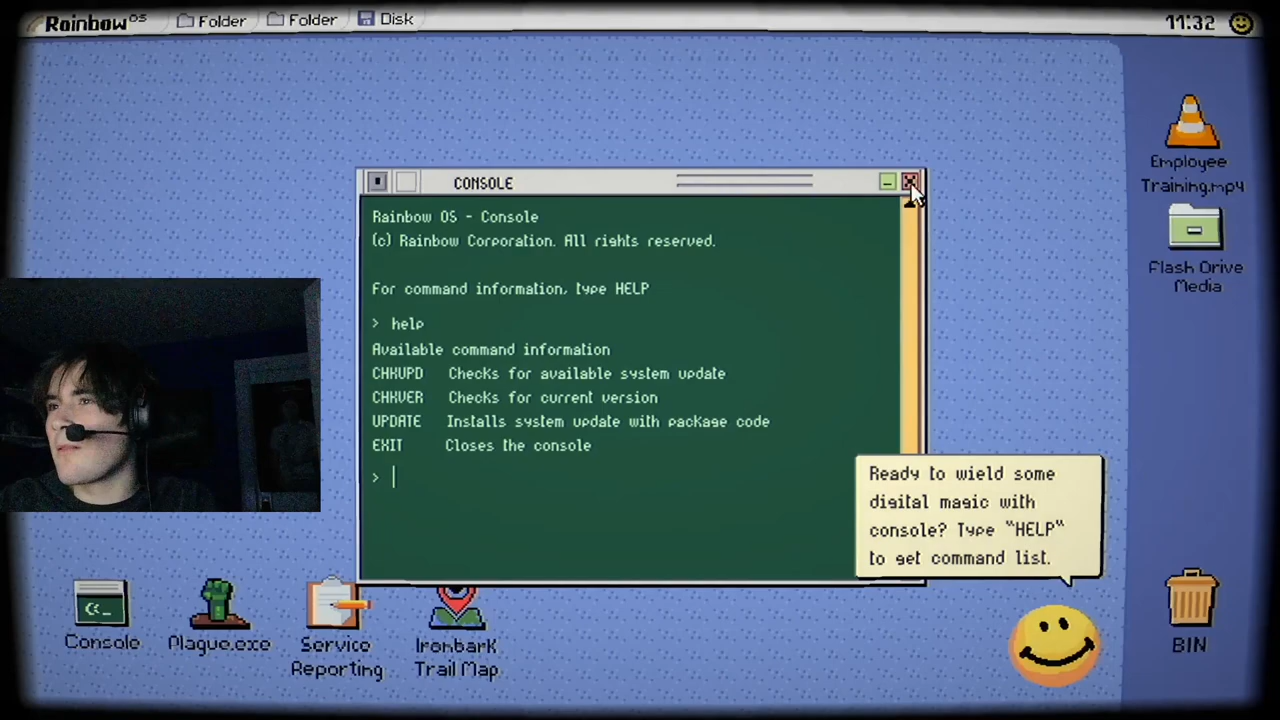 RainbowOS
Folder
Folder
Disk
11:32
Employee
Training.mp4
Flash Drive
Media
CONSOLE
Rainbow OS - Console
(c) Rainbow Corporation. All rights reserved.
For command information, type HELP
> help
Available command information
CHKUPD Checks for available system update
CHKVER Checks for current version
UPDATE Installs system update with package code
EXIT Closes the console
>
Ready to wield some
digital magic with
console? Type "HELP"
to get command list.
Console
Plague.exe
Service
Reporting
Ironbark
Trail Map
BIN